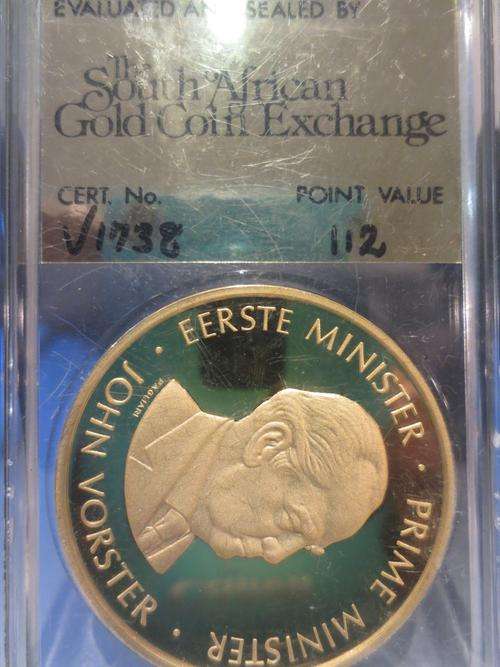 EVALUATED AND SEALED BY
The
South African
Gold Coin Exchange
CERT. No. POINT VALUE
V1738 112
JOHN VORSTER · EERSTE MINISTER · PRIME MINISTER ·
PAGLIARI